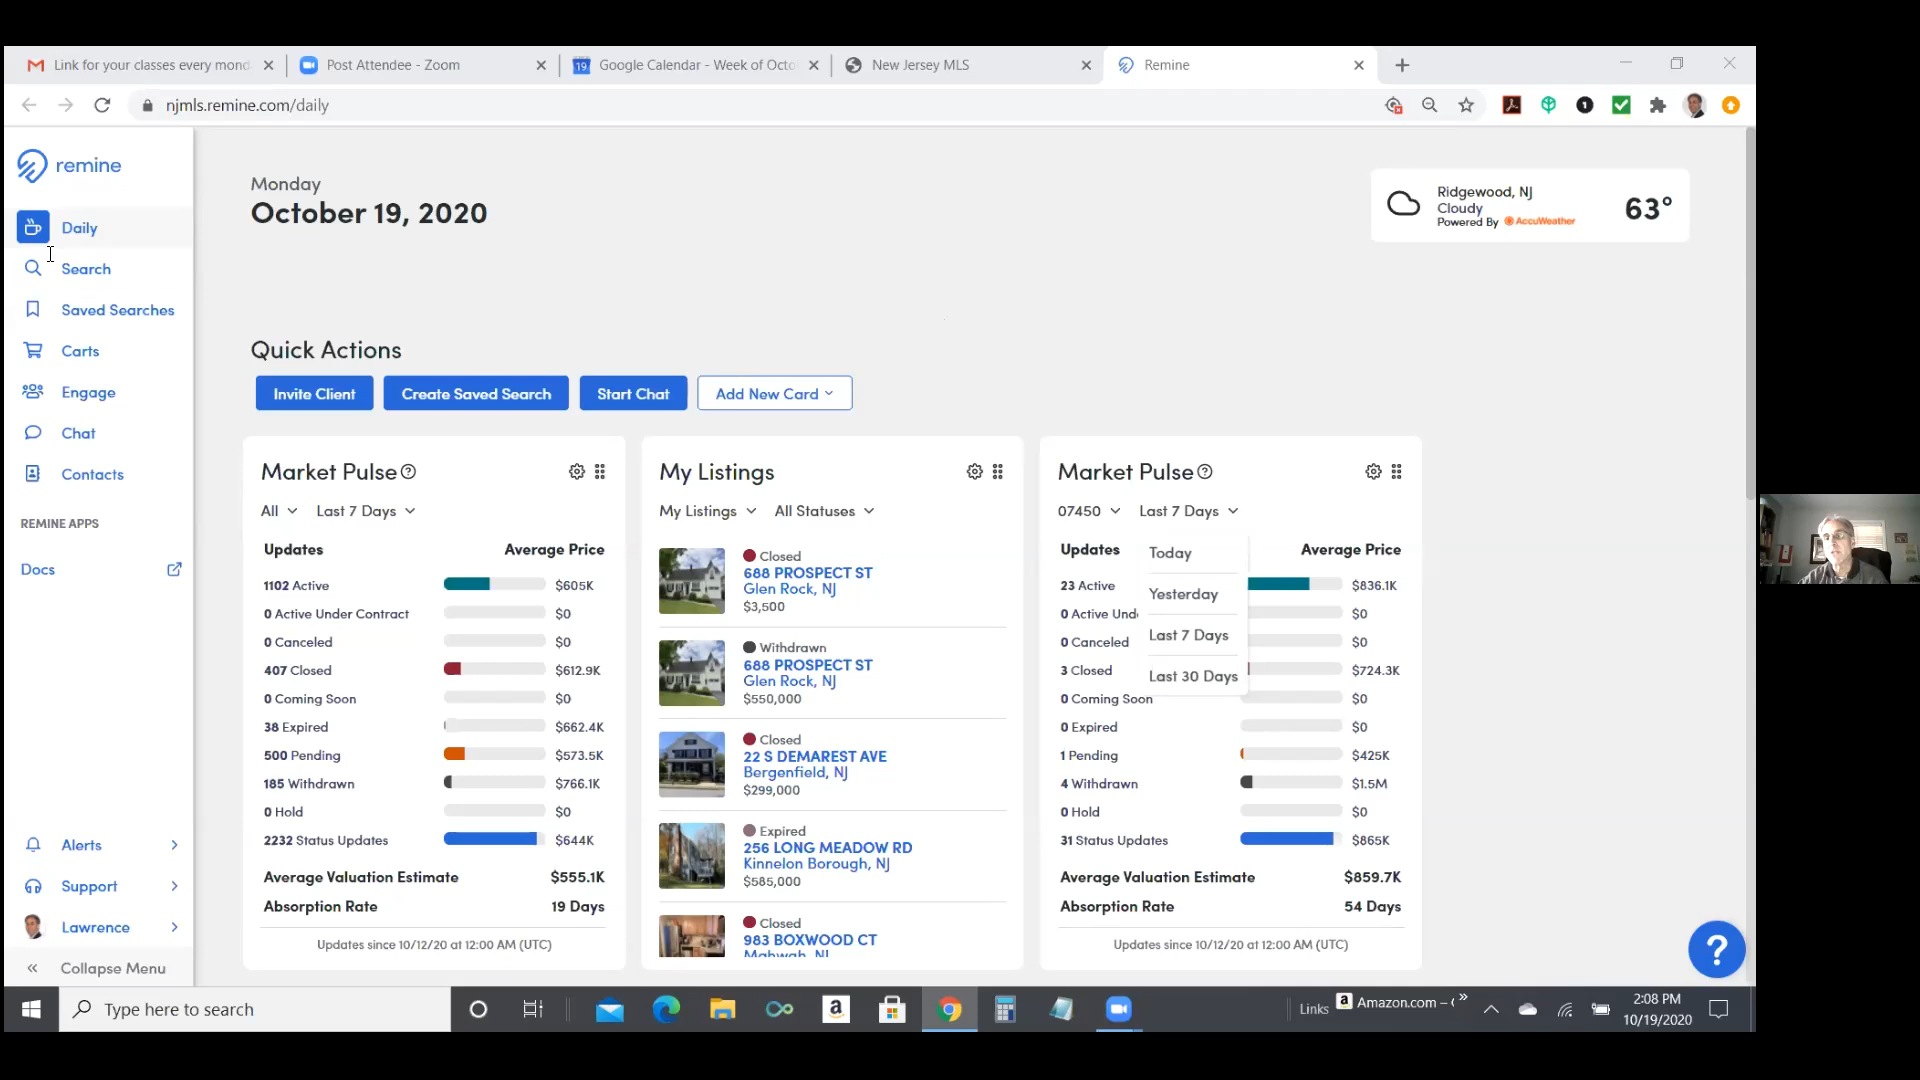 Link for your classes every mond
Post Attendee - Zoom
19 Google Calendar - Week of Octo
New Jersey MLS
Remine
njmls.remine.com/daily
remine
Daily
Search
Saved Searches
Carts
Engage
Chat
Contacts
REMINE APPS
Docs
Alerts
Support
Lawrence
Collapse Menu
Monday
October 19, 2020
Ridgewood, NJ
Cloudy
Powered By AccuWeather
63°
Quick Actions
Invite Client
Create Saved Search
Start Chat
Add New Card
Market Pulse
All Last 7 Days
Updates Average Price
1102 Active $605K
0 Active Under Contract $0
0 Canceled $0
407 Closed $612.9K
0 Coming Soon $0
38 Expired $662.4K
500 Pending $573.5K
185 Withdrawn $766.1K
0 Hold $0
2232 Status Updates $644K
Average Valuation Estimate $555.1K
Absorption Rate 19 Days
Updates since 10/12/20 at 12:00 AM (UTC)
My Listings
My Listings All Statuses
Closed
688 PROSPECT ST
Glen Rock, NJ
$3,500
Withdrawn
688 PROSPECT ST
Glen Rock, NJ
$550,000
Closed
22 S DEMAREST AVE
Bergenfield, NJ
$299,000
Expired
256 LONG MEADOW RD
Kinnelon Borough, NJ
$585,000
Closed
983 BOXWOOD CT
Mahwah, NJ
Market Pulse
07450 Last 7 Days
Updates Average Price
Today
Yesterday
Last 7 Days
Last 30 Days
23 Active $836.1K
0 Active Und $0
0 Canceled $0
3 Closed $724.3K
0 Coming Soon $0
0 Expired $0
1 Pending $425K
4 Withdrawn $1.5M
0 Hold $0
31 Status Updates $865K
Average Valuation Estimate $859.7K
Absorption Rate 54 Days
Updates since 10/12/20 at 12:00 AM (UTC)
?
Type here to search
Links
a Amazon.com – (
»
2:08 PM
10/19/2020